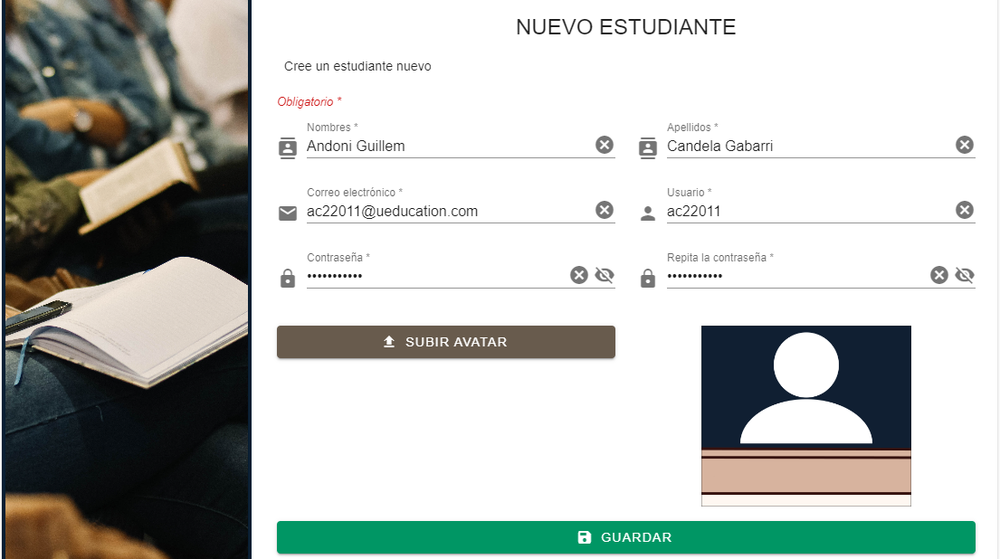 NUEVO ESTUDIANTE
Cree un estudiante nuevo
Obligatorio *
Nombres * Apellidos *
Andoni Guillem Candela Gabarri
Correo electrónico * Usuario *
ac22011@ueducation.com ac22011
Contraseña * Repita la contraseña *
••••••••••• •••••••••••
SUBIR AVATAR
GUARDAR